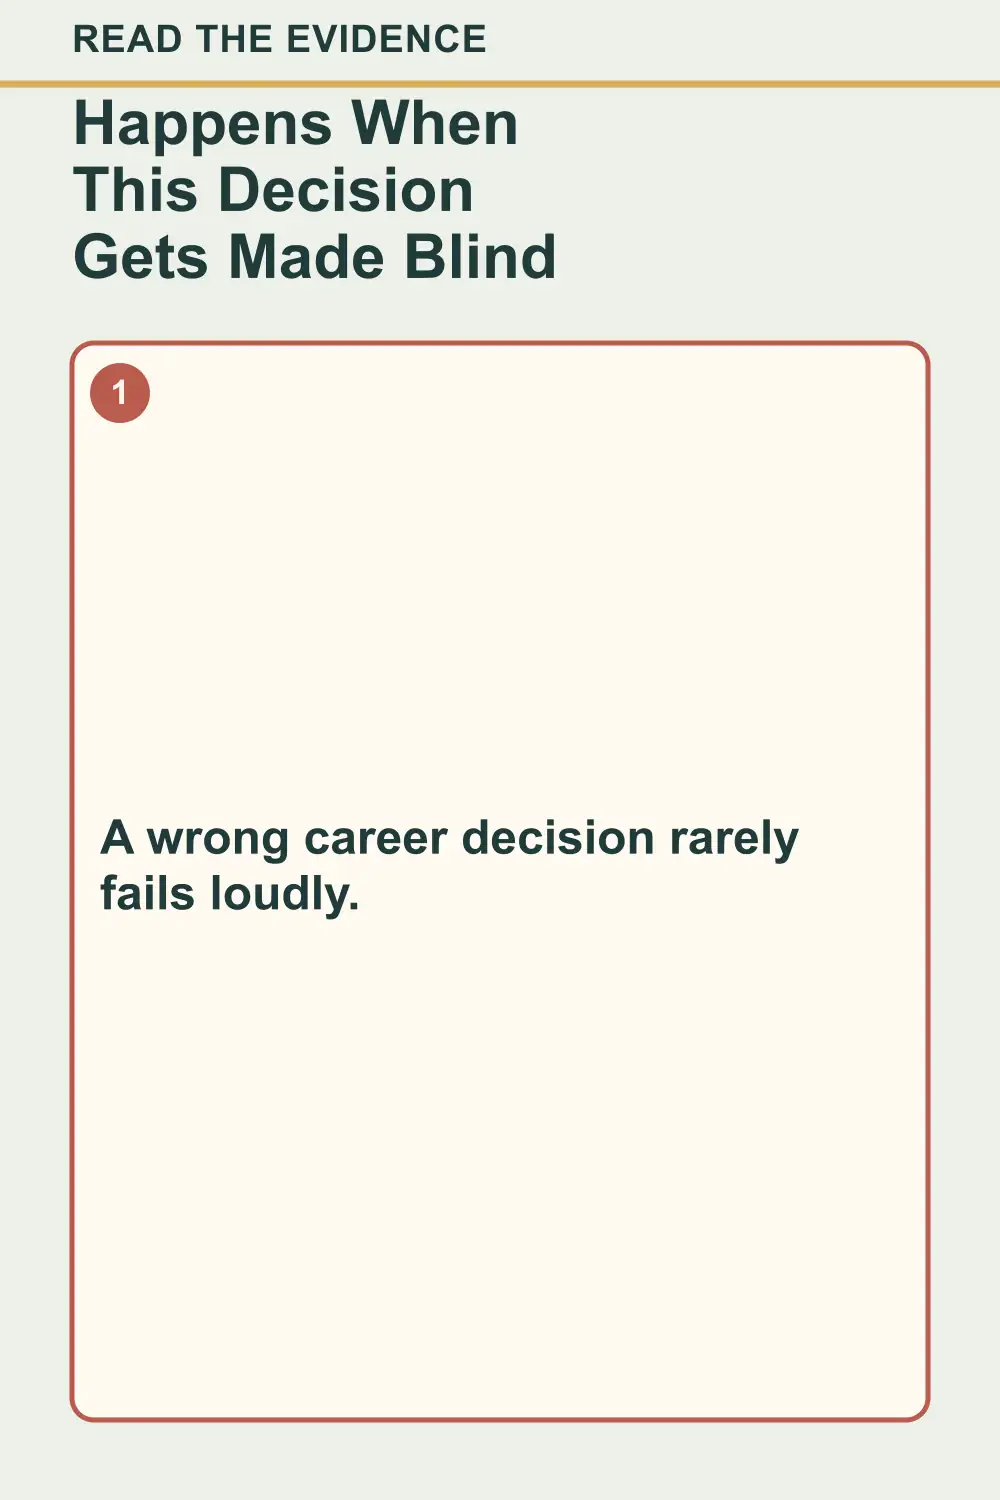 READ THE EVIDENCE
Happens When
This Decision
Gets Made Blind
1
A wrong career decision rarely
fails loudly.